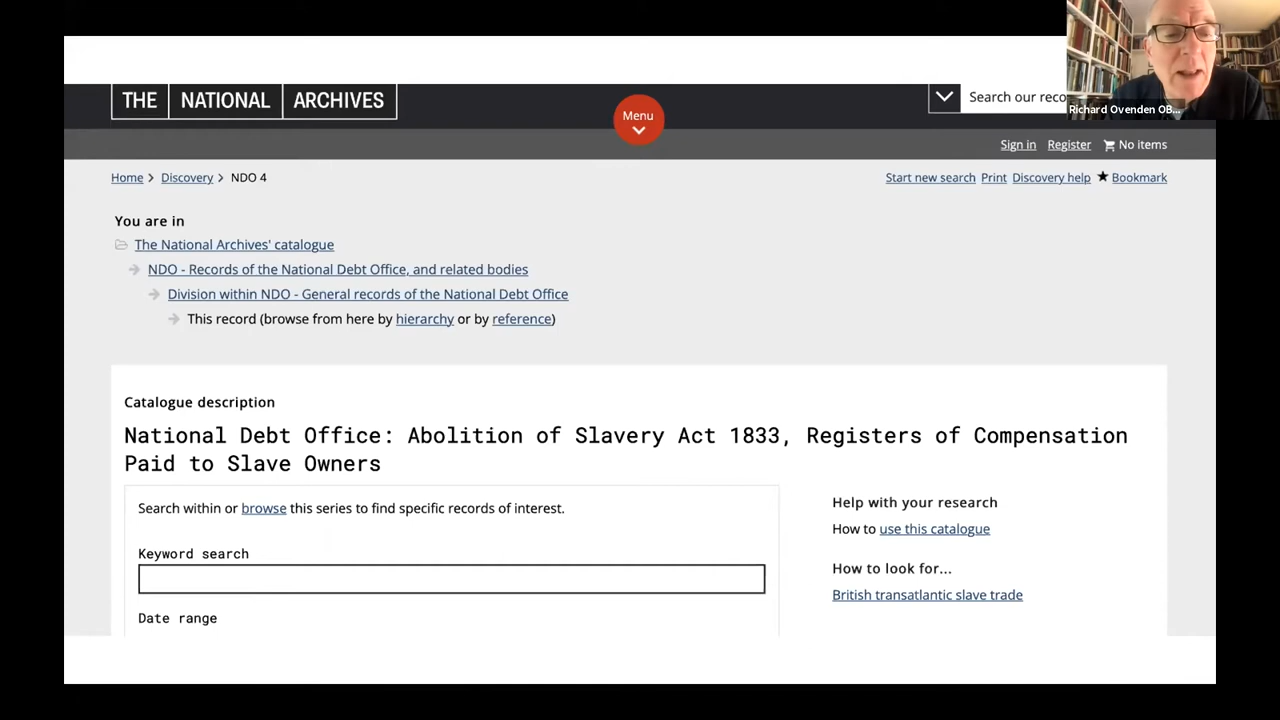 THE NATIONAL ARCHIVES
Menu
Search our reco
Richard Ovenden OB...
Sign in Register No items
Home Discovery NDO 4
Start new search Print Discovery help Bookmark
You are in
The National Archives' catalogue
NDO - Records of the National Debt Office, and related bodies
Division within NDO - General records of the National Debt Office
This record (browse from here by hierarchy or by reference)
Catalogue description
National Debt Office: Abolition of Slavery Act 1833, Registers of Compensation
Paid to Slave Owners
Search within or browse this series to find specific records of interest.
Keyword search
Date range
Help with your research
How to use this catalogue
How to look for...
British transatlantic slave trade